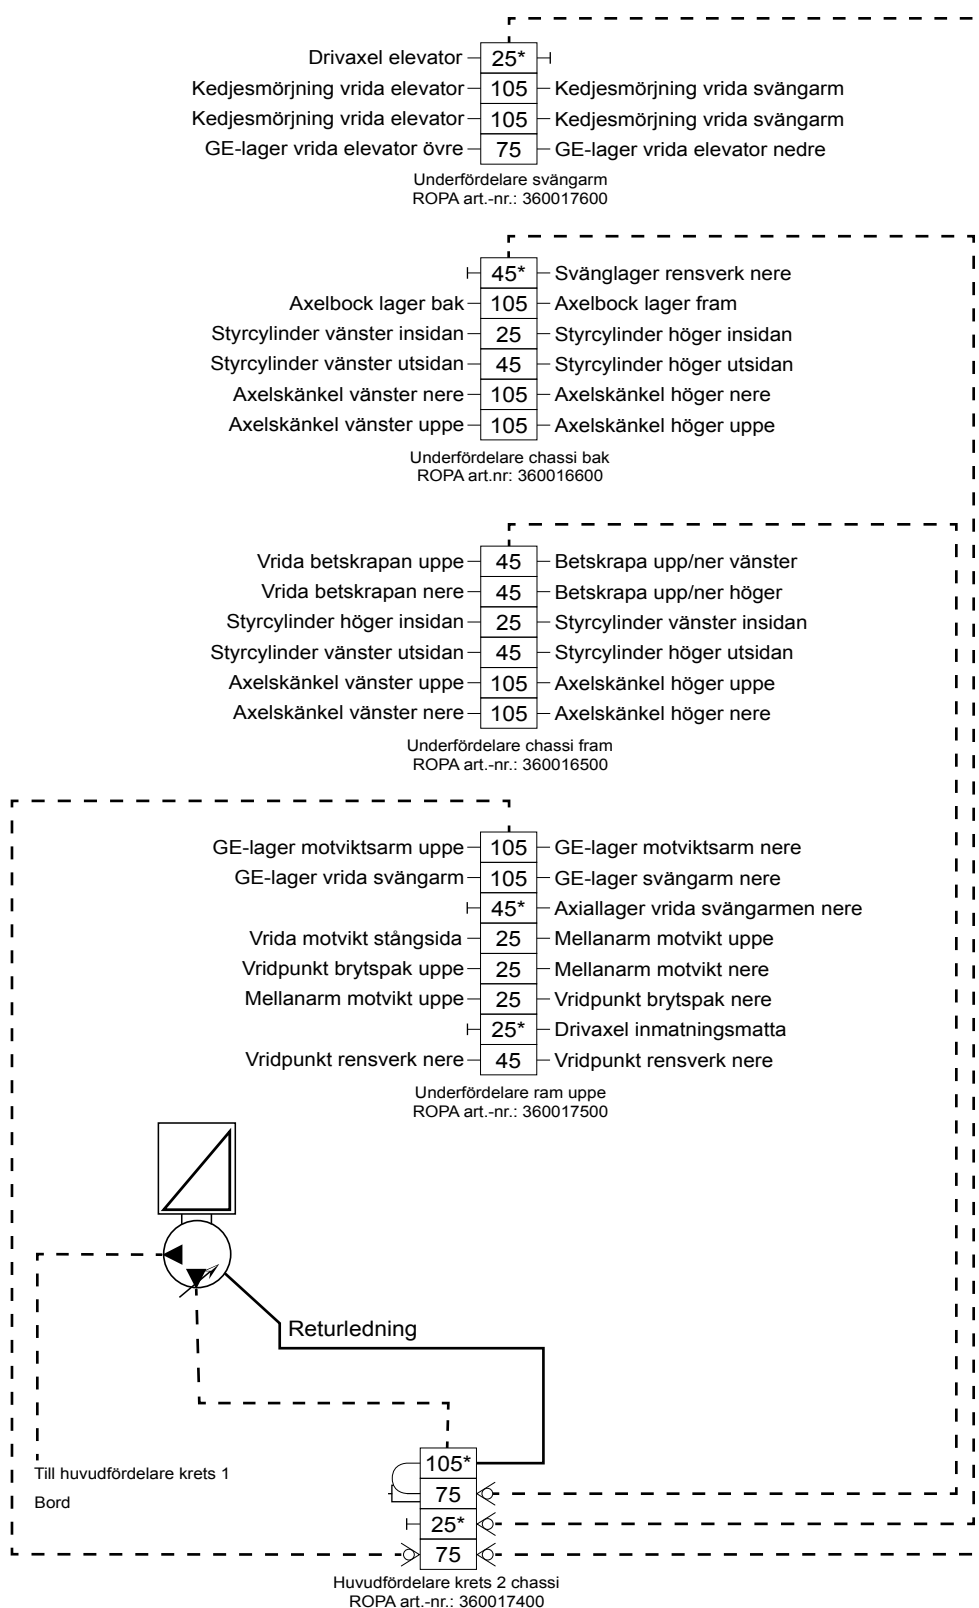 Drivaxel elevator 25*
Kedjesmörjning vrida elevator 105 Kedjesmörjning vrida svängarm
Kedjesmörjning vrida elevator 105 Kedjesmörjning vrida svängarm
GE-lager vrida elevator övre 75 GE-lager vrida elevator nedre
Underfördelare svängarm
ROPA art.-nr.: 360017600
45* Svänglager rensverk nere
Axelbock lager bak 105 Axelbock lager fram
Styrcylinder vänster insidan 25 Styrcylinder höger insidan
Styrcylinder vänster utsidan 45 Styrcylinder höger utsidan
Axelskänkel vänster nere 105 Axelskänkel höger nere
Axelskänkel vänster uppe 105 Axelskänkel höger uppe
Underfördelare chassi bak
ROPA art.nr: 360016600
Vrida betskrapan uppe 45 Betskrapa upp/ner vänster
Vrida betskrapan nere 45 Betskrapa upp/ner höger
Styrcylinder höger insidan 25 Styrcylinder vänster insidan
Styrcylinder vänster utsidan 45 Styrcylinder höger utsidan
Axelskänkel vänster uppe 105 Axelskänkel höger uppe
Axelskänkel vänster nere 105 Axelskänkel höger nere
Underfördelare chassi fram
ROPA art.-nr.: 360016500
GE-lager motviktsarm uppe 105 GE-lager motviktsarm nere
GE-lager vrida svängarm 105 GE-lager svängarm nere
45* Axiallager vrida svängarmen nere
Vrida motvikt stångsida 25 Mellanarm motvikt uppe
Vridpunkt brytspak uppe 25 Mellanarm motvikt nere
Mellanarm motvikt uppe 25 Vridpunkt brytspak nere
25* Drivaxel inmatningsmatta
Vridpunkt rensverk nere 45 Vridpunkt rensverk nere
Underfördelare ram uppe
ROPA art.-nr.: 360017500
Returledning
Till huvudfördelare krets 1
Bord
105*
75
25*
75
Huvudfördelare krets 2 chassi
ROPA art.-nr.: 360017400